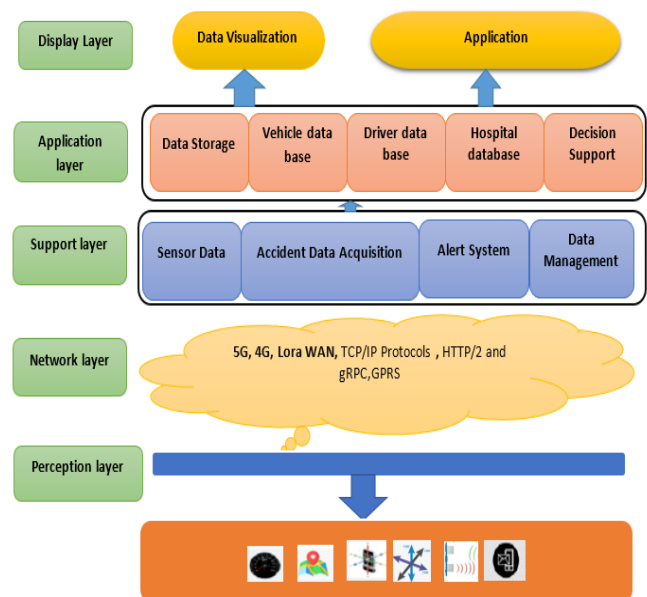 Display Layer
Data Visualization
Application
Application
layer
Data Storage
Vehicle data
base
Driver data
base
Hospital
database
Decision
Support
Support layer
Sensor Data
Accident Data Acquisition
Alert System
Data
Management
Network layer
5G, 4G, Lora WAN, TCP/IP Protocols , HTTP/2 and
gRPC,GPRS
Perception layer